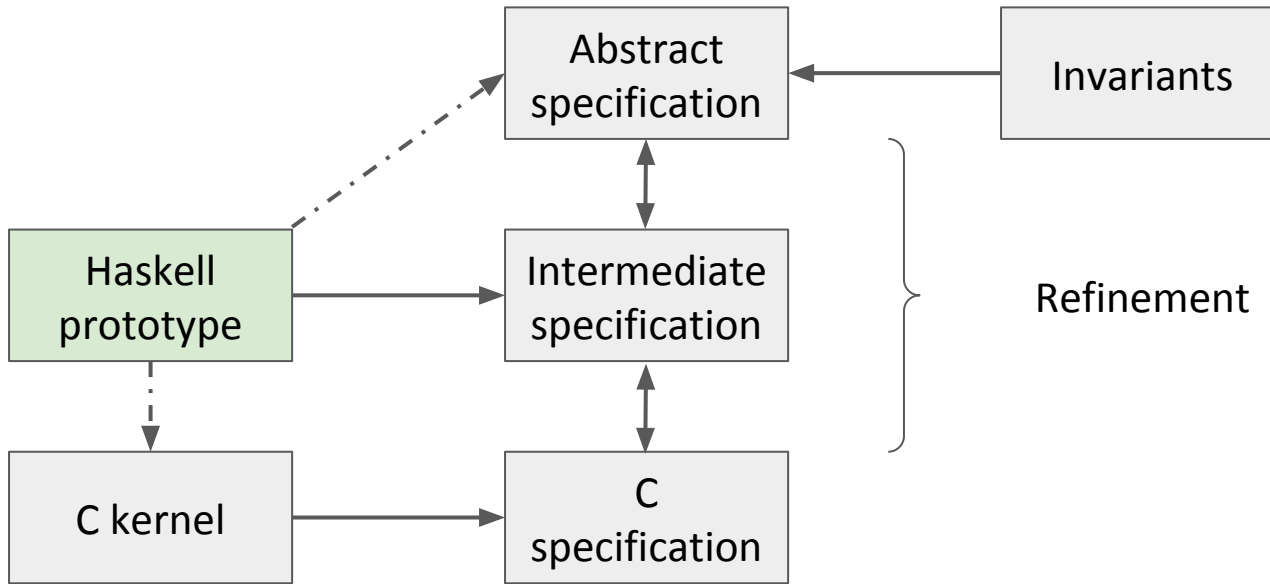 Abstract
specification
Invariants
Haskell
prototype
Intermediate
specification
Refinement
C kernel
C
specification